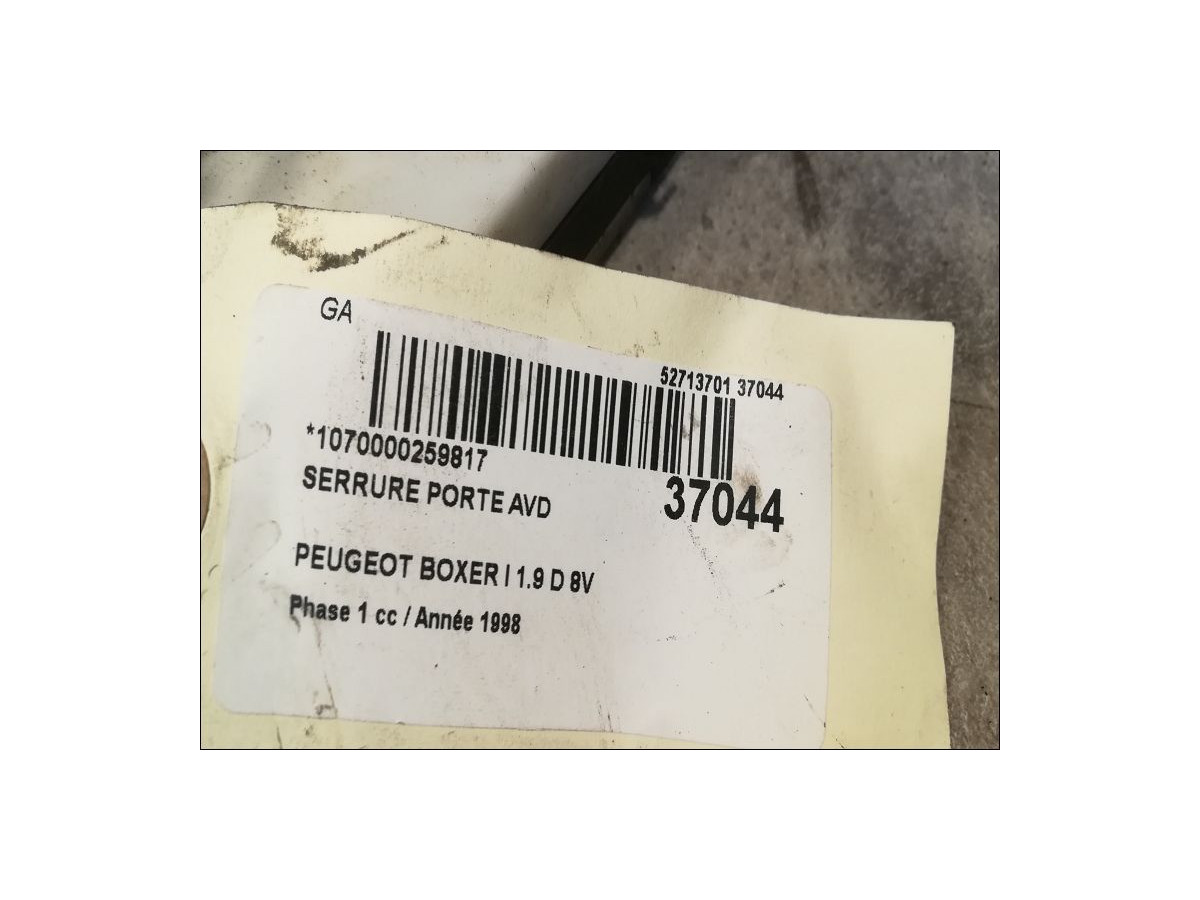 GA
52713701 37044
*1070000259817
SERRURE PORTE AVD
37044
PEUGEOT BOXER I 1.9 D 8V
Phase 1 cc / Année 1998